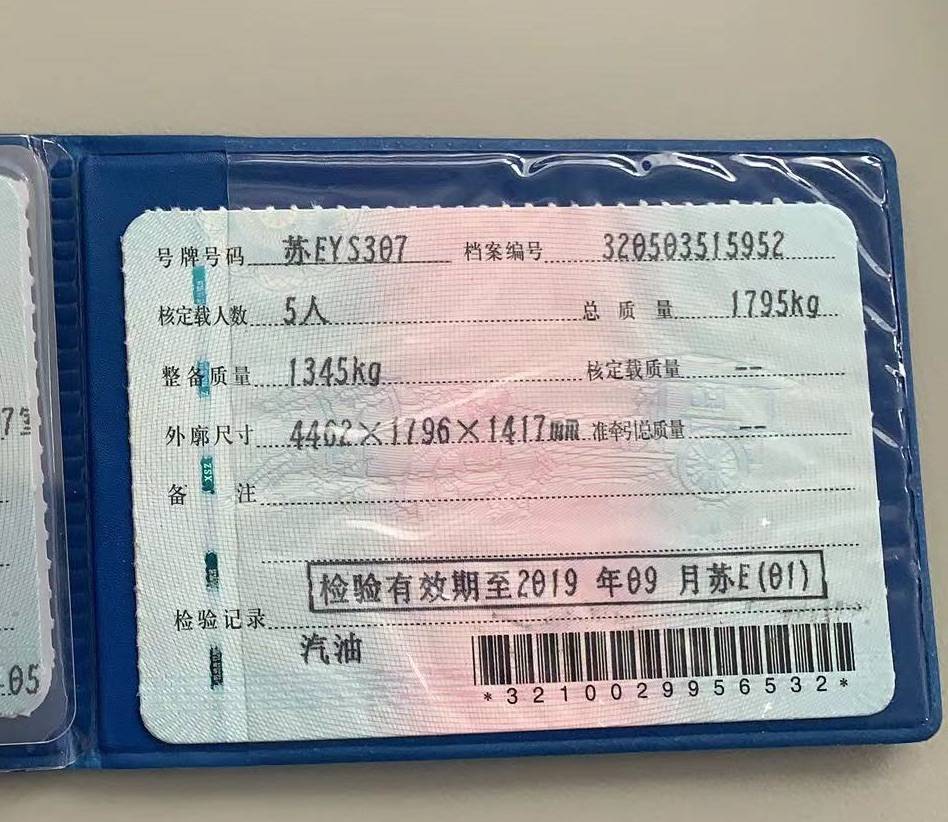 号牌号码 苏EYS307 档案编号 320503515952
核定载人数 5人 总质量 1795kg
整备质量 1345kg 核定载质量 --
外廓尺寸 4462×1796×1417mm 准牵引总质量 --
备注
检验有效期至2019年09月苏E(01)
检验记录
汽油
*3210029956532*
XSZ
05